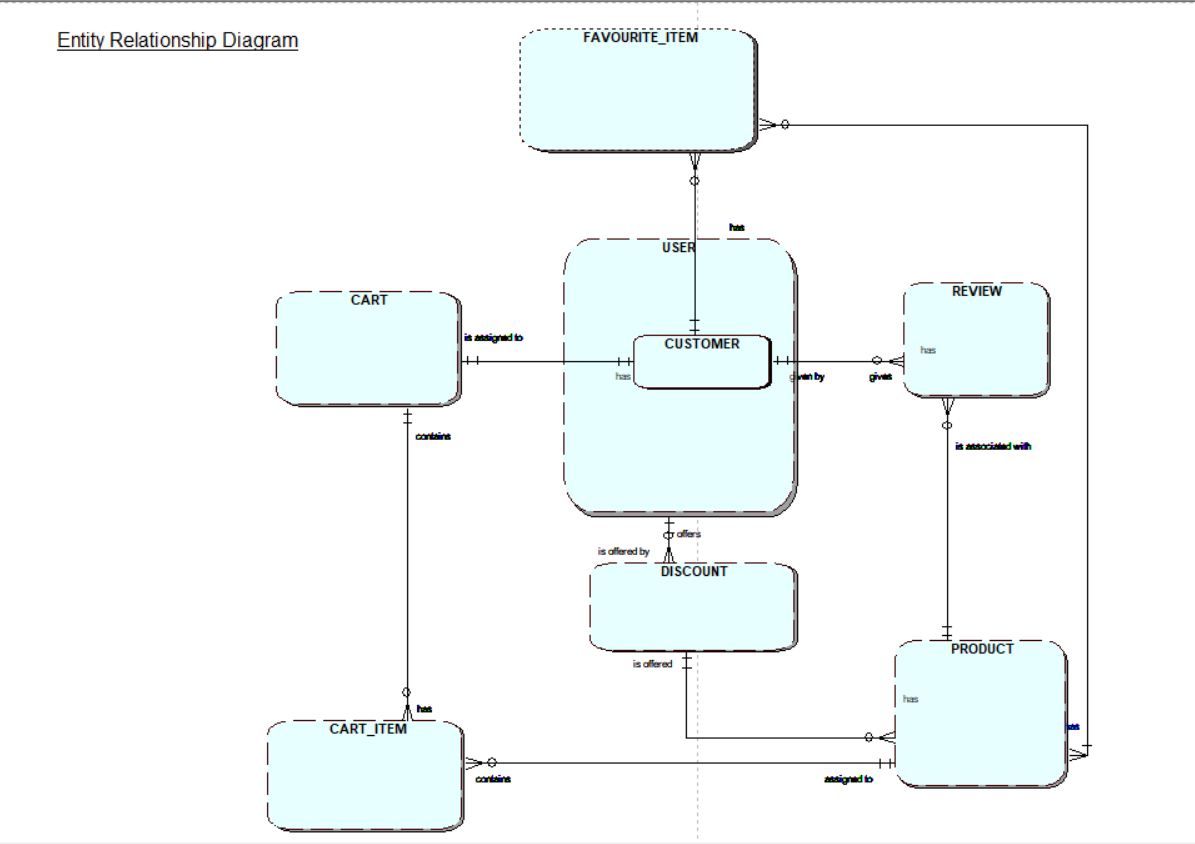 Entity Relationship Diagram
FAVOURITE_ITEM
has
USER
REVIEW
CART
is assigned to
CUSTOMER
has
has
given by
gives
contains
is associated with
offers
is offered by
DISCOUNT
PRODUCT
is offered
has
has
CART_ITEM
contains
assigned to